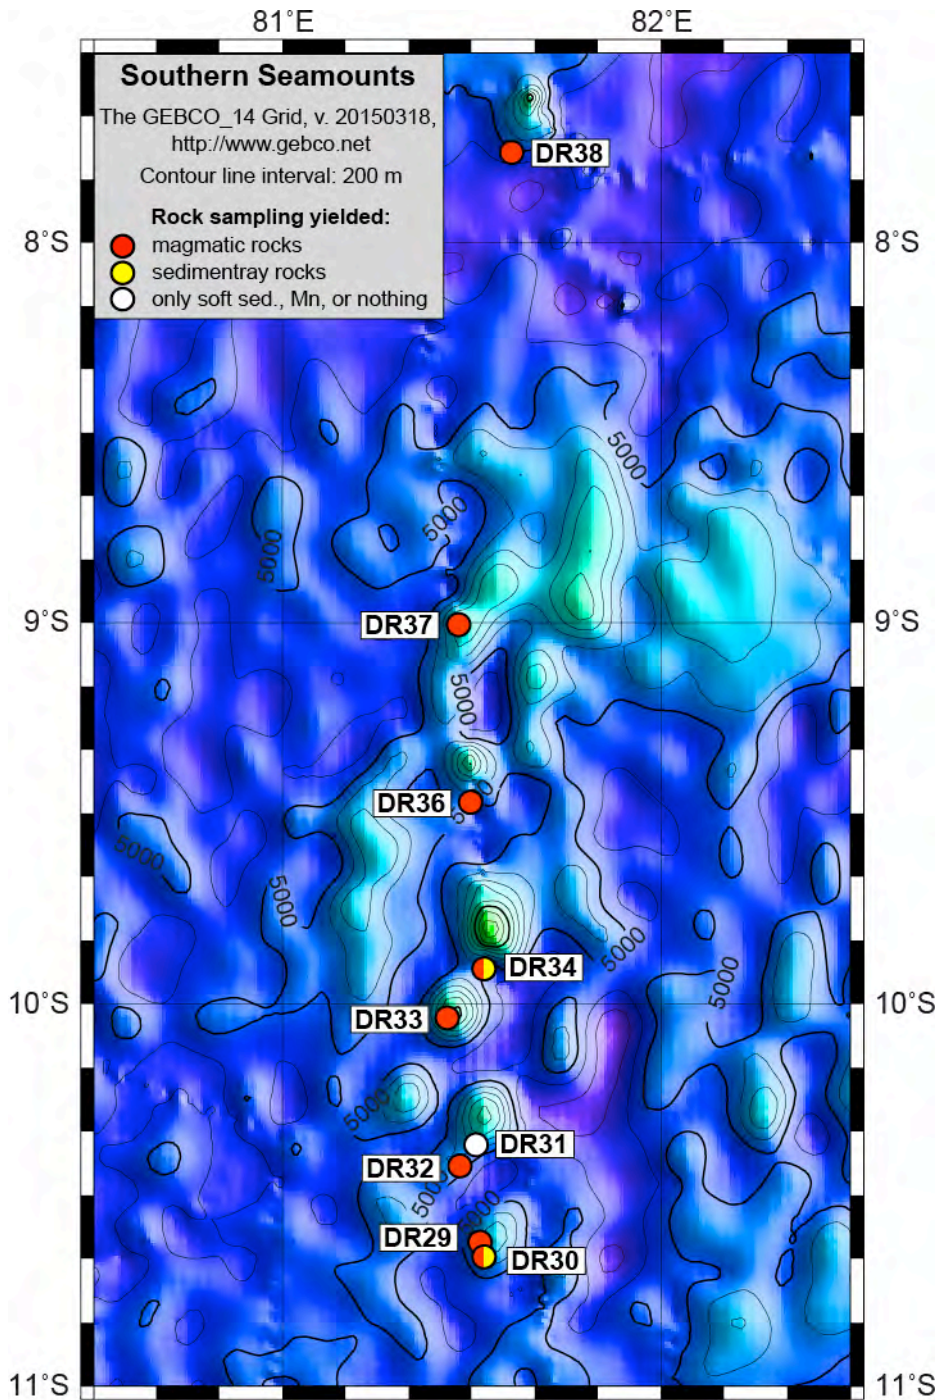 81°E
82°E
Southern Seamounts
The GEBCO_14 Grid, v. 20150318,
http://www.gebco.net
Contour line interval: 200 m
Rock sampling yielded:
magmatic rocks
sedimentray rocks
only soft sed., Mn, or nothing
DR38
8°S
8°S
5000
5000
5000
9°S
DR37
9°S
5000
DR36
5000
5000
5000
5000
DR34
10°S
DR33
10°S
5000
DR31
DR32
5000
5000
DR29
DR30
11°S
11°S